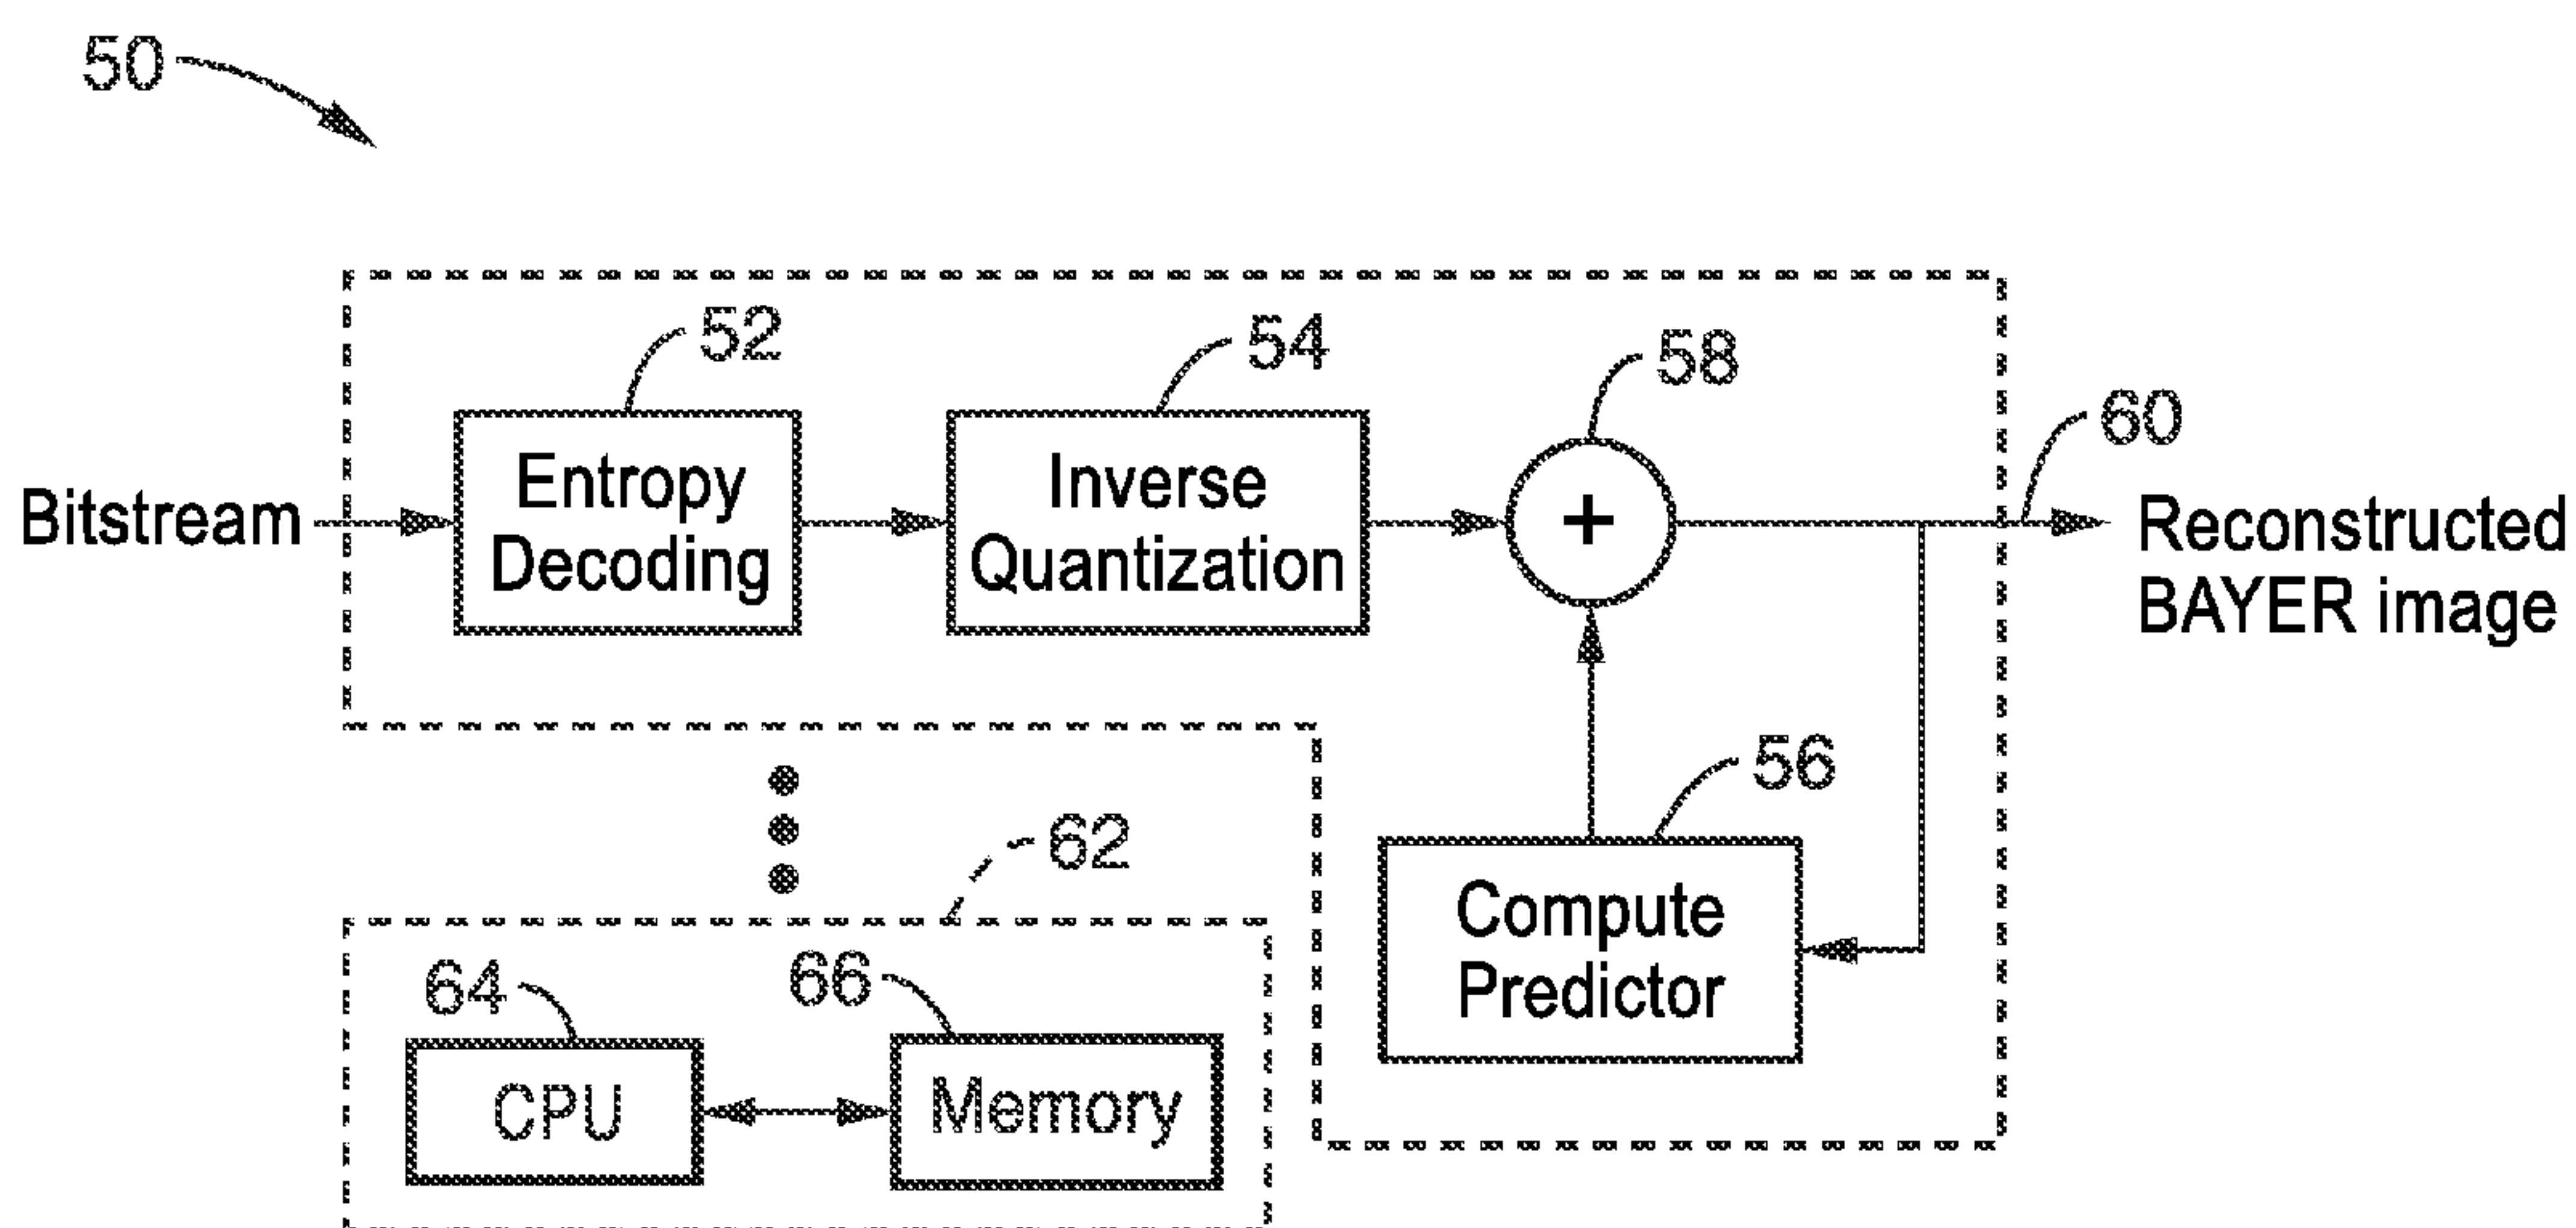 50
52
54
58
60
Bitstream
Entropy
Decoding
Inverse
Quantization
+
Reconstructed
BAYER image
56
62
Compute
Predictor
64
66
CPU
Memory